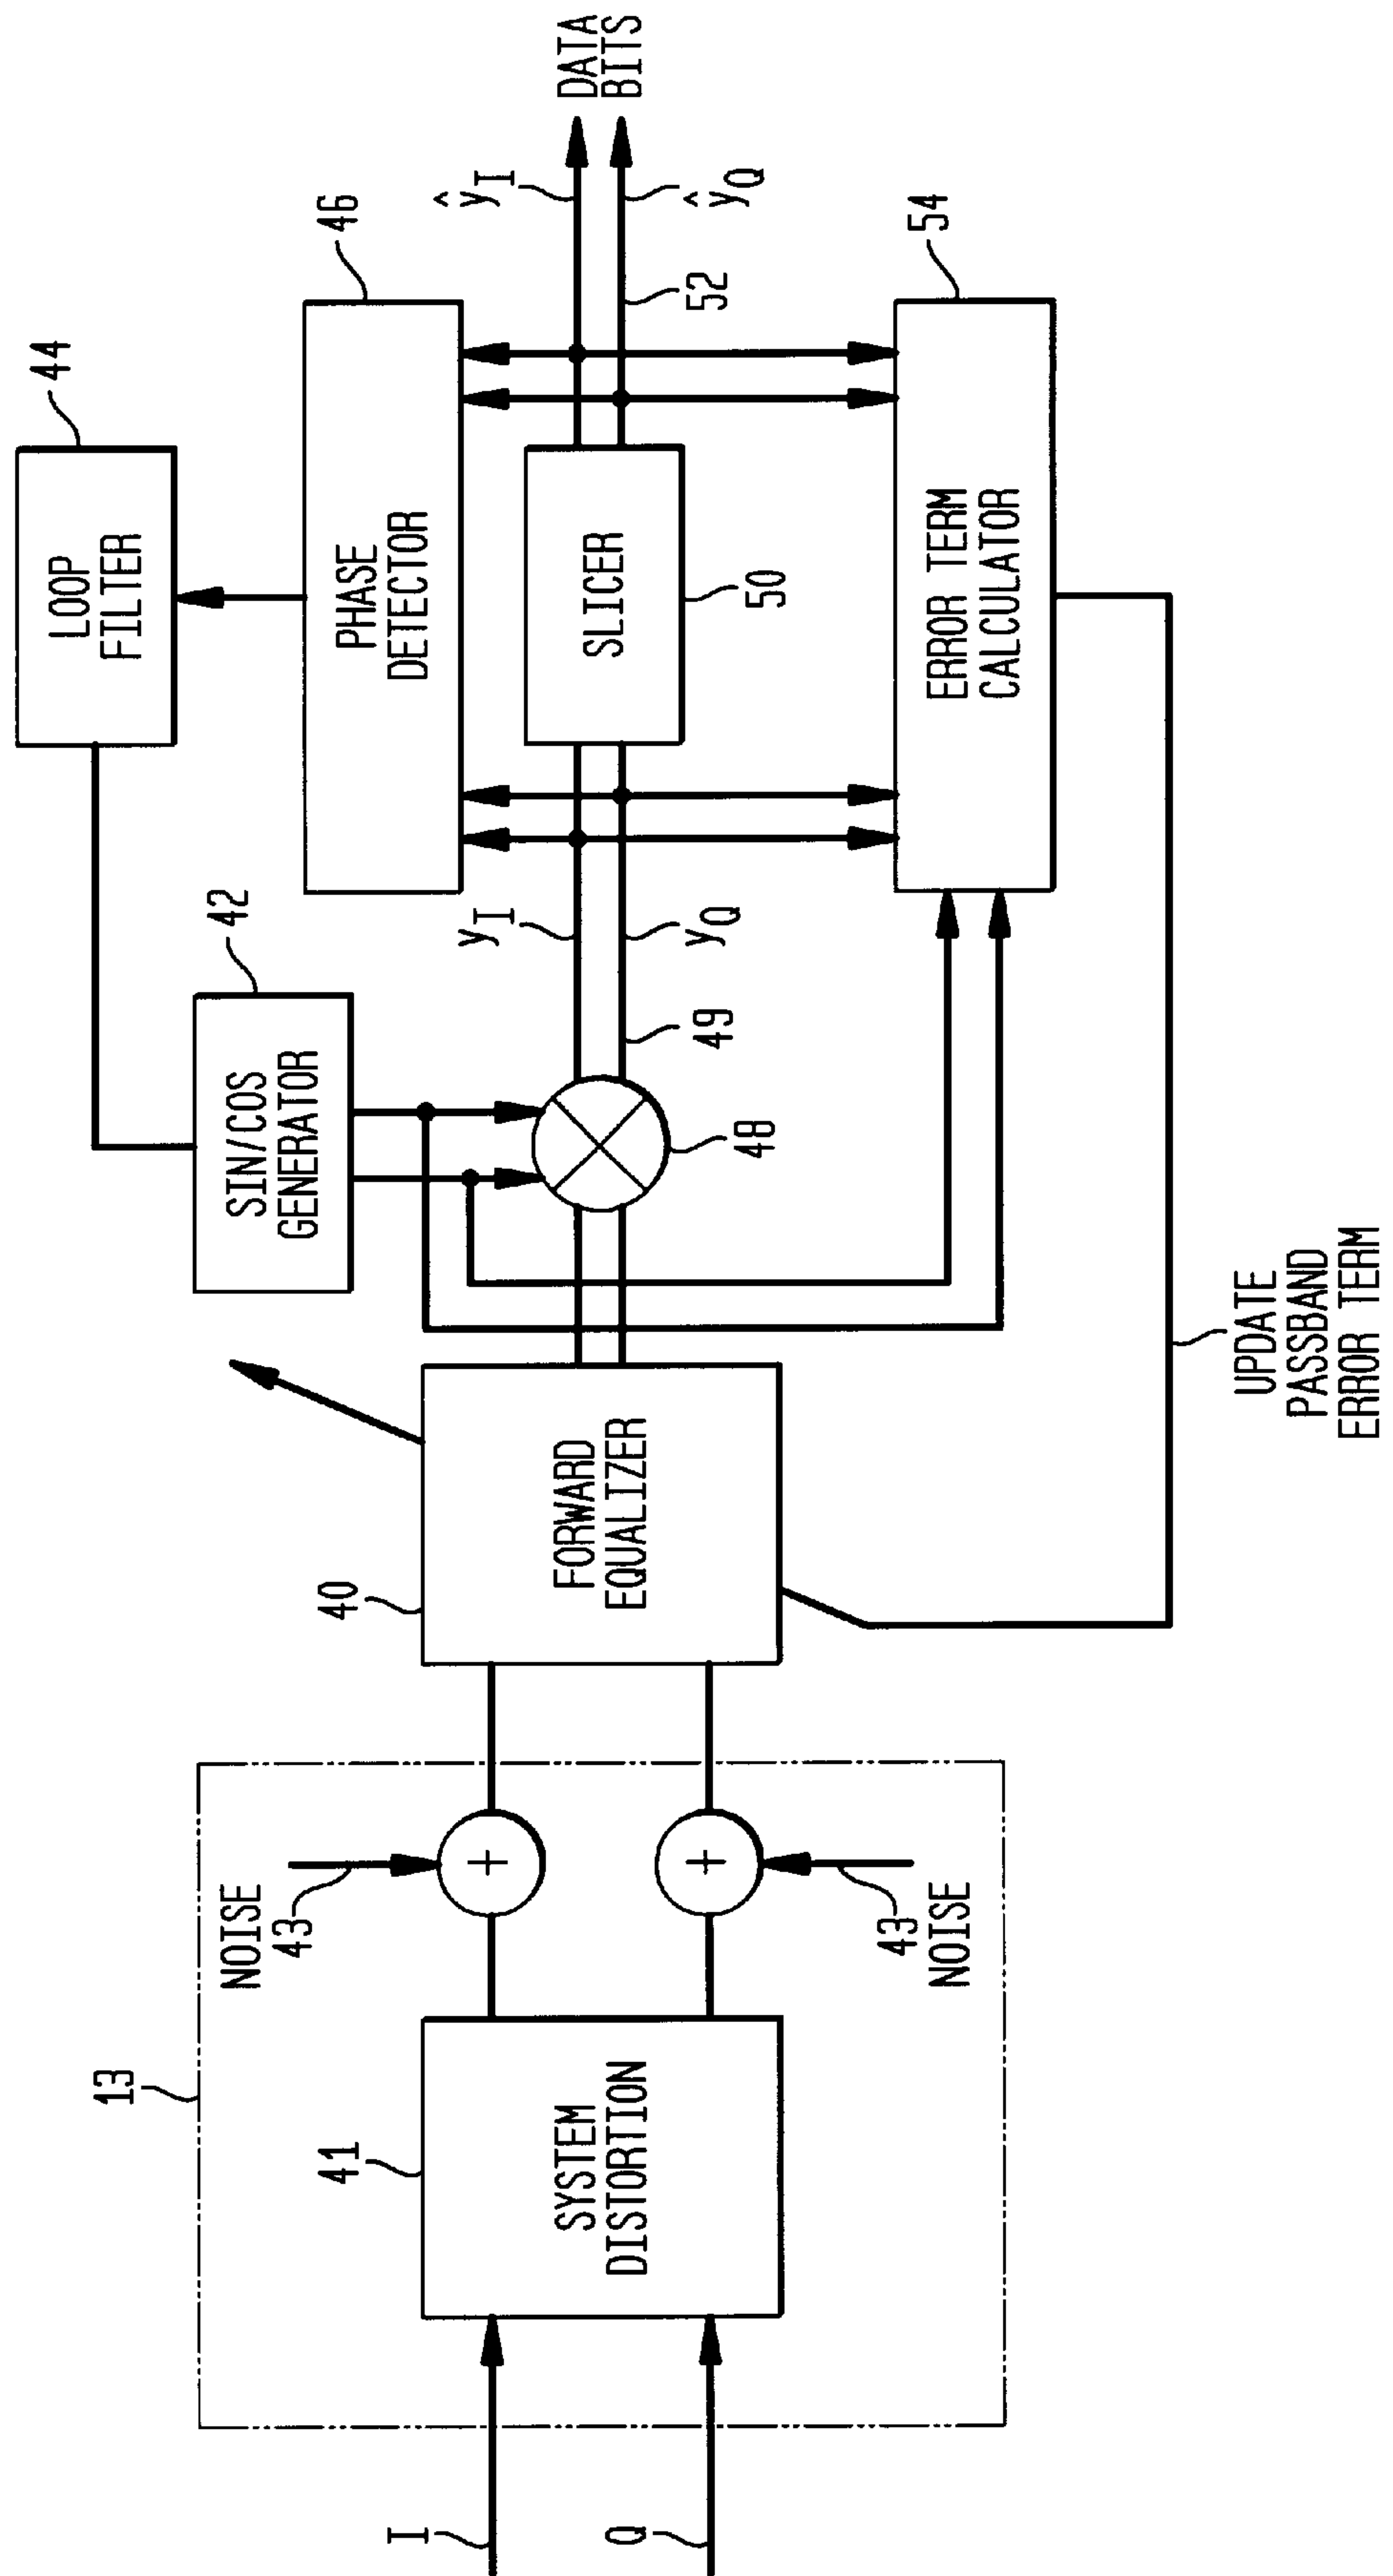 I
Q
13
41
SYSTEM
DISTORTION
NOISE
43
+
+
43
NOISE
40
FORWARD
EQUALIZER
42
SIN/COS
GENERATOR
48
49
yI
yQ
44
LOOP
FILTER
46
PHASE
DETECTOR
SLICER
50
52
ŷI
ŷQ
DATA
BITS
54
ERROR TERM
CALCULATOR
UPDATE
PASSBAND
ERROR TERM